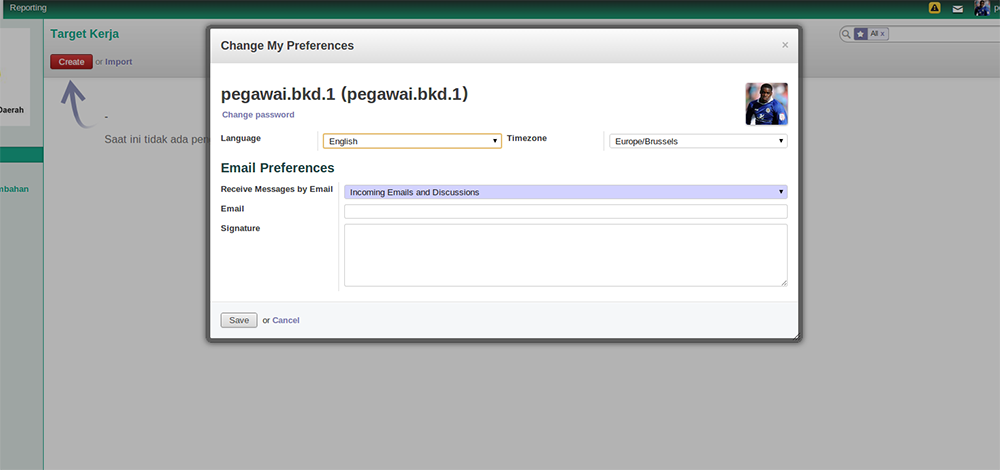 Reporting
Target Kerja
All x
Create or Import
Daerah
-
Saat ini tidak ada
mbahan
Change My Preferences
×
pegawai.bkd.1 (pegawai.bkd.1)
Change password
Language English Timezone Europe/Brussels
Email Preferences
Receive Messages by Email Incoming Emails and Discussions
Email
Signature
Save or Cancel